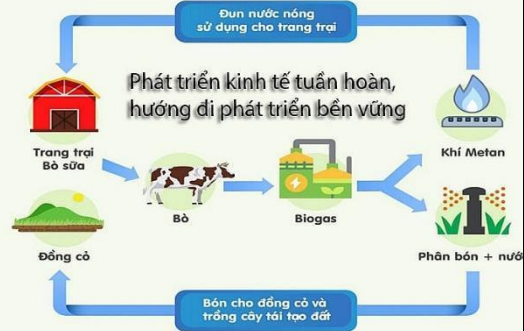 Đun nước nóng
sử dụng cho trang trại
Phát triển kinh tế tuần hoàn,
hướng đi phát triển bền vững
Trang trại
Bò sữa
Khí Metan
Bò
Biogas
Đồng cỏ
Phân bón + nướ
Bón cho đồng cỏ và
trồng cây tái tạo đất